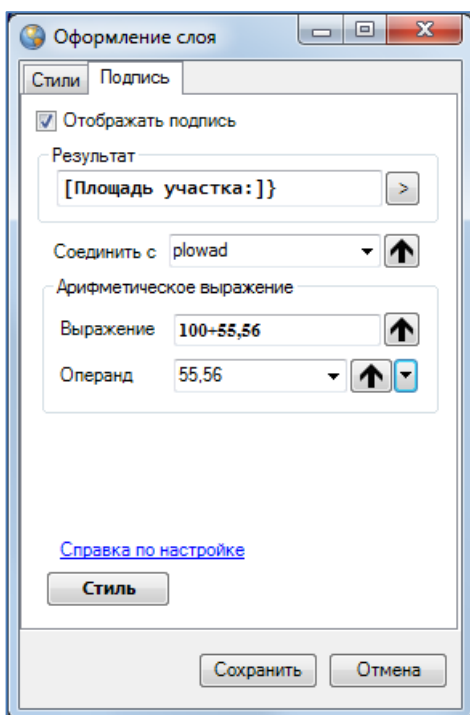 Оформление слоя
Стили Подпись
Отображать подпись
Результат
[Площадь участка:]} >
Соединить с plowad
Арифметическое выражение
Выражение 100+55,56
Операнд 55,56
Справка по настройке
Стиль
Сохранить Отмена